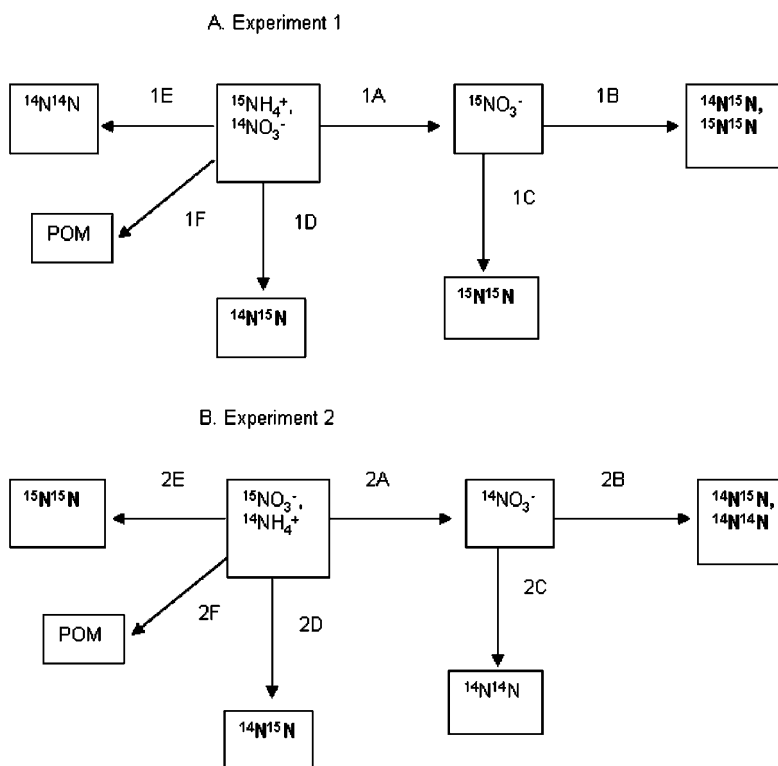 A. Experiment 1
¹⁴N¹⁴N
1E
¹⁵NH₄⁺,
¹⁴NO₃⁻
1A
¹⁵NO₃⁻
1B
¹⁴N¹⁵N,
¹⁵N¹⁵N
1F
1D
1C
POM
¹⁴N¹⁵N
¹⁵N¹⁵N
B. Experiment 2
¹⁵N¹⁵N
2E
¹⁵NO₃⁻,
¹⁴NH₄⁺
2A
¹⁴NO₃⁻
2B
¹⁴N¹⁵N,
¹⁴N¹⁴N
2F
2D
2C
POM
¹⁴N¹⁵N
¹⁴N¹⁴N